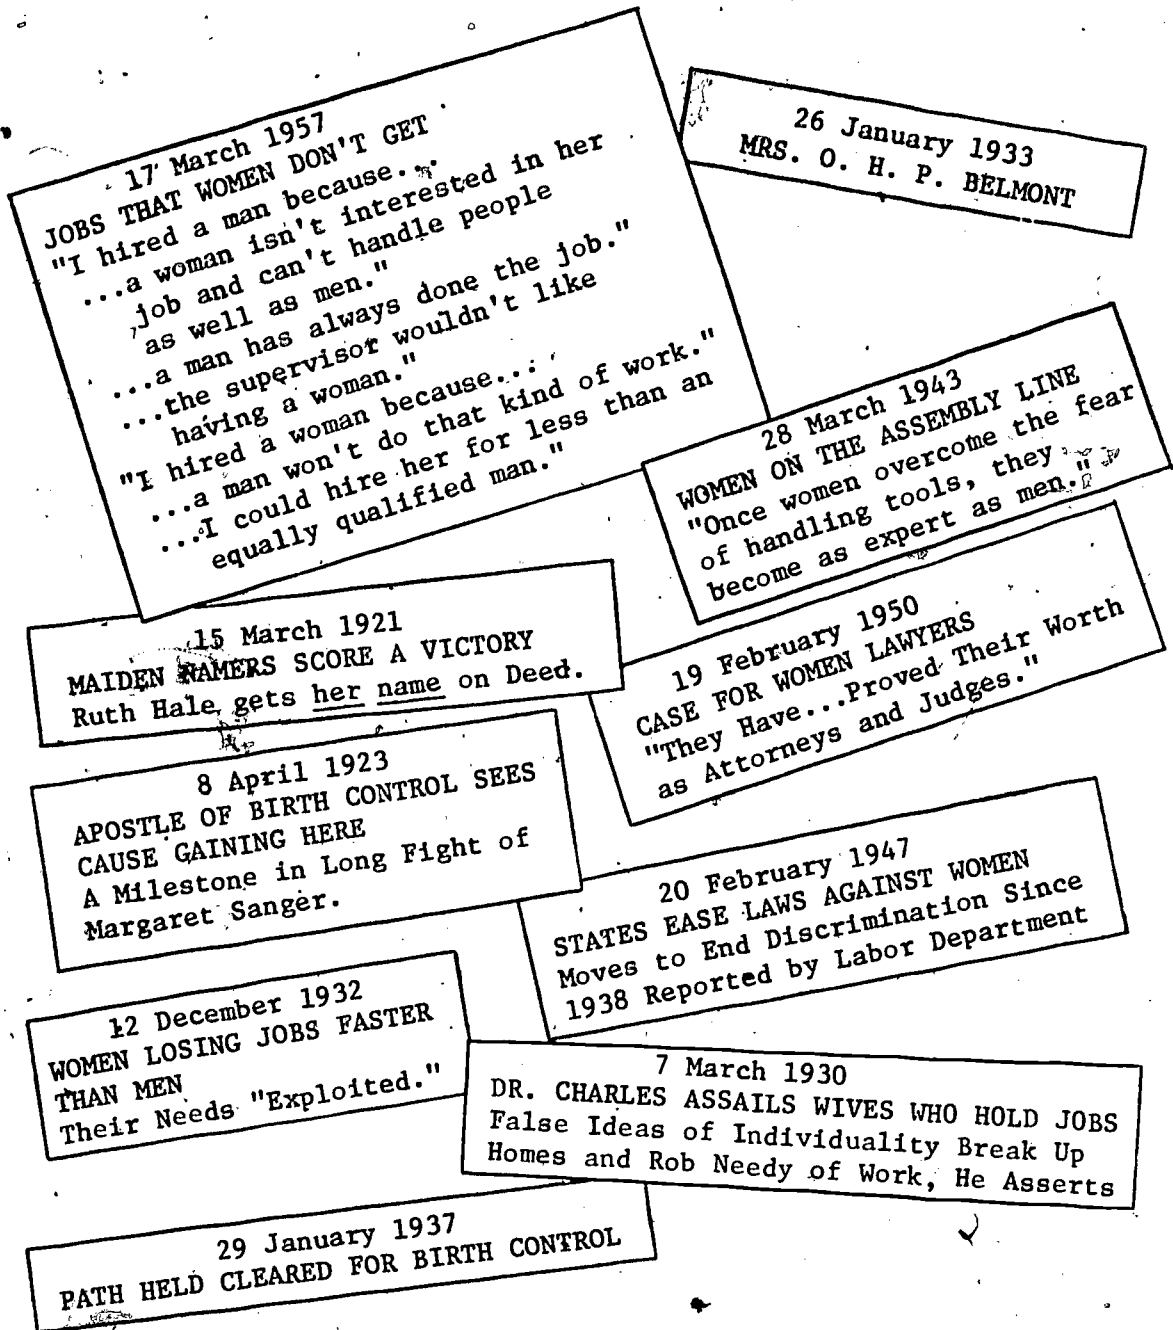 17 March 1957
JOBS THAT WOMEN DON'T GET
"I hired a man because...
...a woman isn't interested in her
job and can't handle people
as well as men."
...a man has always done the job."
...the supervisor wouldn't like
having a woman."
"I hired a woman because...
...a man won't do that kind of work."
...I could hire her for less than an
equally qualified man."
26 January 1933
MRS. O. H. P. BELMONT
28 March 1943
WOMEN ON THE ASSEMBLY LINE
"Once women overcome the fear
of handling tools, they
become as expert as men."
15 March 1921
MAIDEN NAMERS SCORE A VICTORY
Ruth Hale gets her name on Deed.
19 February 1950
CASE FOR WOMEN LAWYERS
"They Have...Proved Their Worth
as Attorneys and Judges."
8 April 1923
APOSTLE OF BIRTH CONTROL SEES
CAUSE GAINING HERE
A Milestone in Long Fight of
Margaret Sanger.
20 February 1947
STATES EASE LAWS AGAINST WOMEN
Moves to End Discrimination Since
1938 Reported by Labor Department
12 December 1932
WOMEN LOSING JOBS FASTER
THAN MEN
Their Needs "Exploited."
7 March 1930
DR. CHARLES ASSAILS WIVES WHO HOLD JOBS
False Ideas of Individuality Break Up
Homes and Rob Needy of Work, He Asserts
29 January 1937
PATH HELD CLEARED FOR BIRTH CONTROL